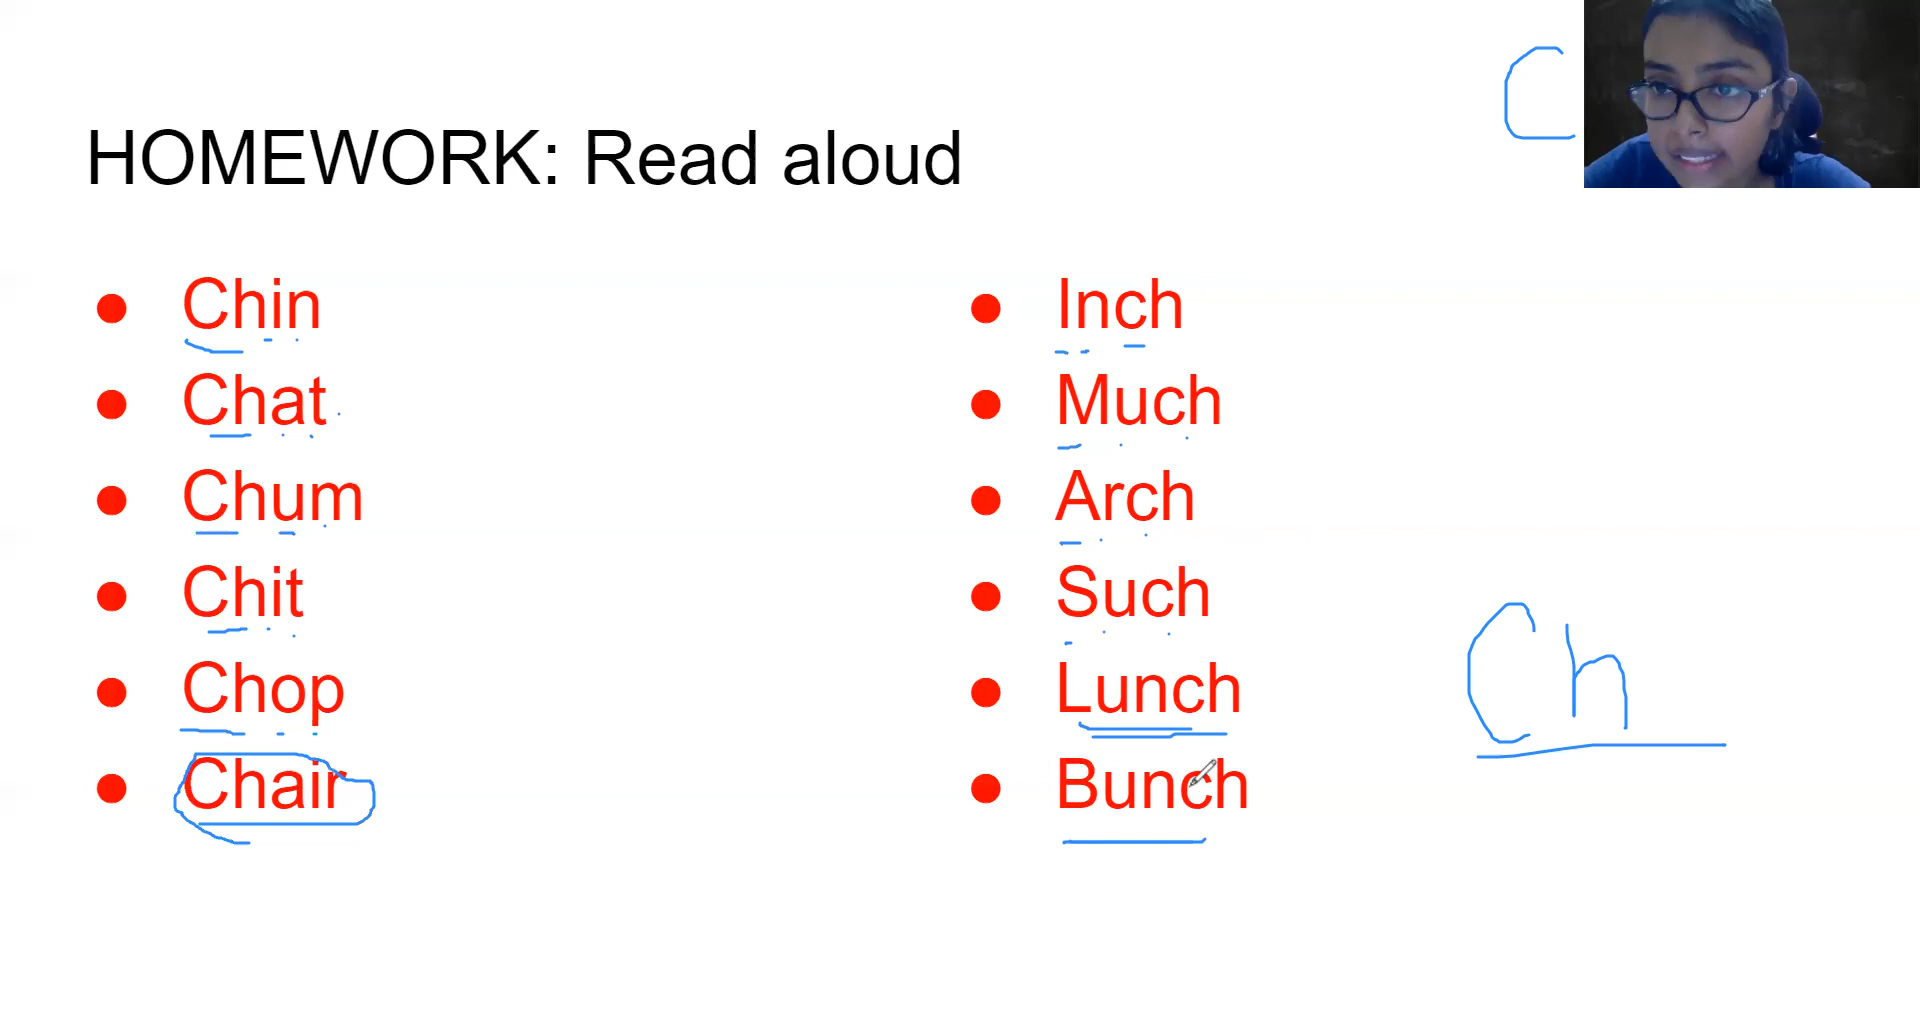 C
HOMEWORK: Read aloud
Chin
Chat
Chum
Chit
Chop
Chair
Inch
Much
Arch
Such
Lunch
Bunch
Ch